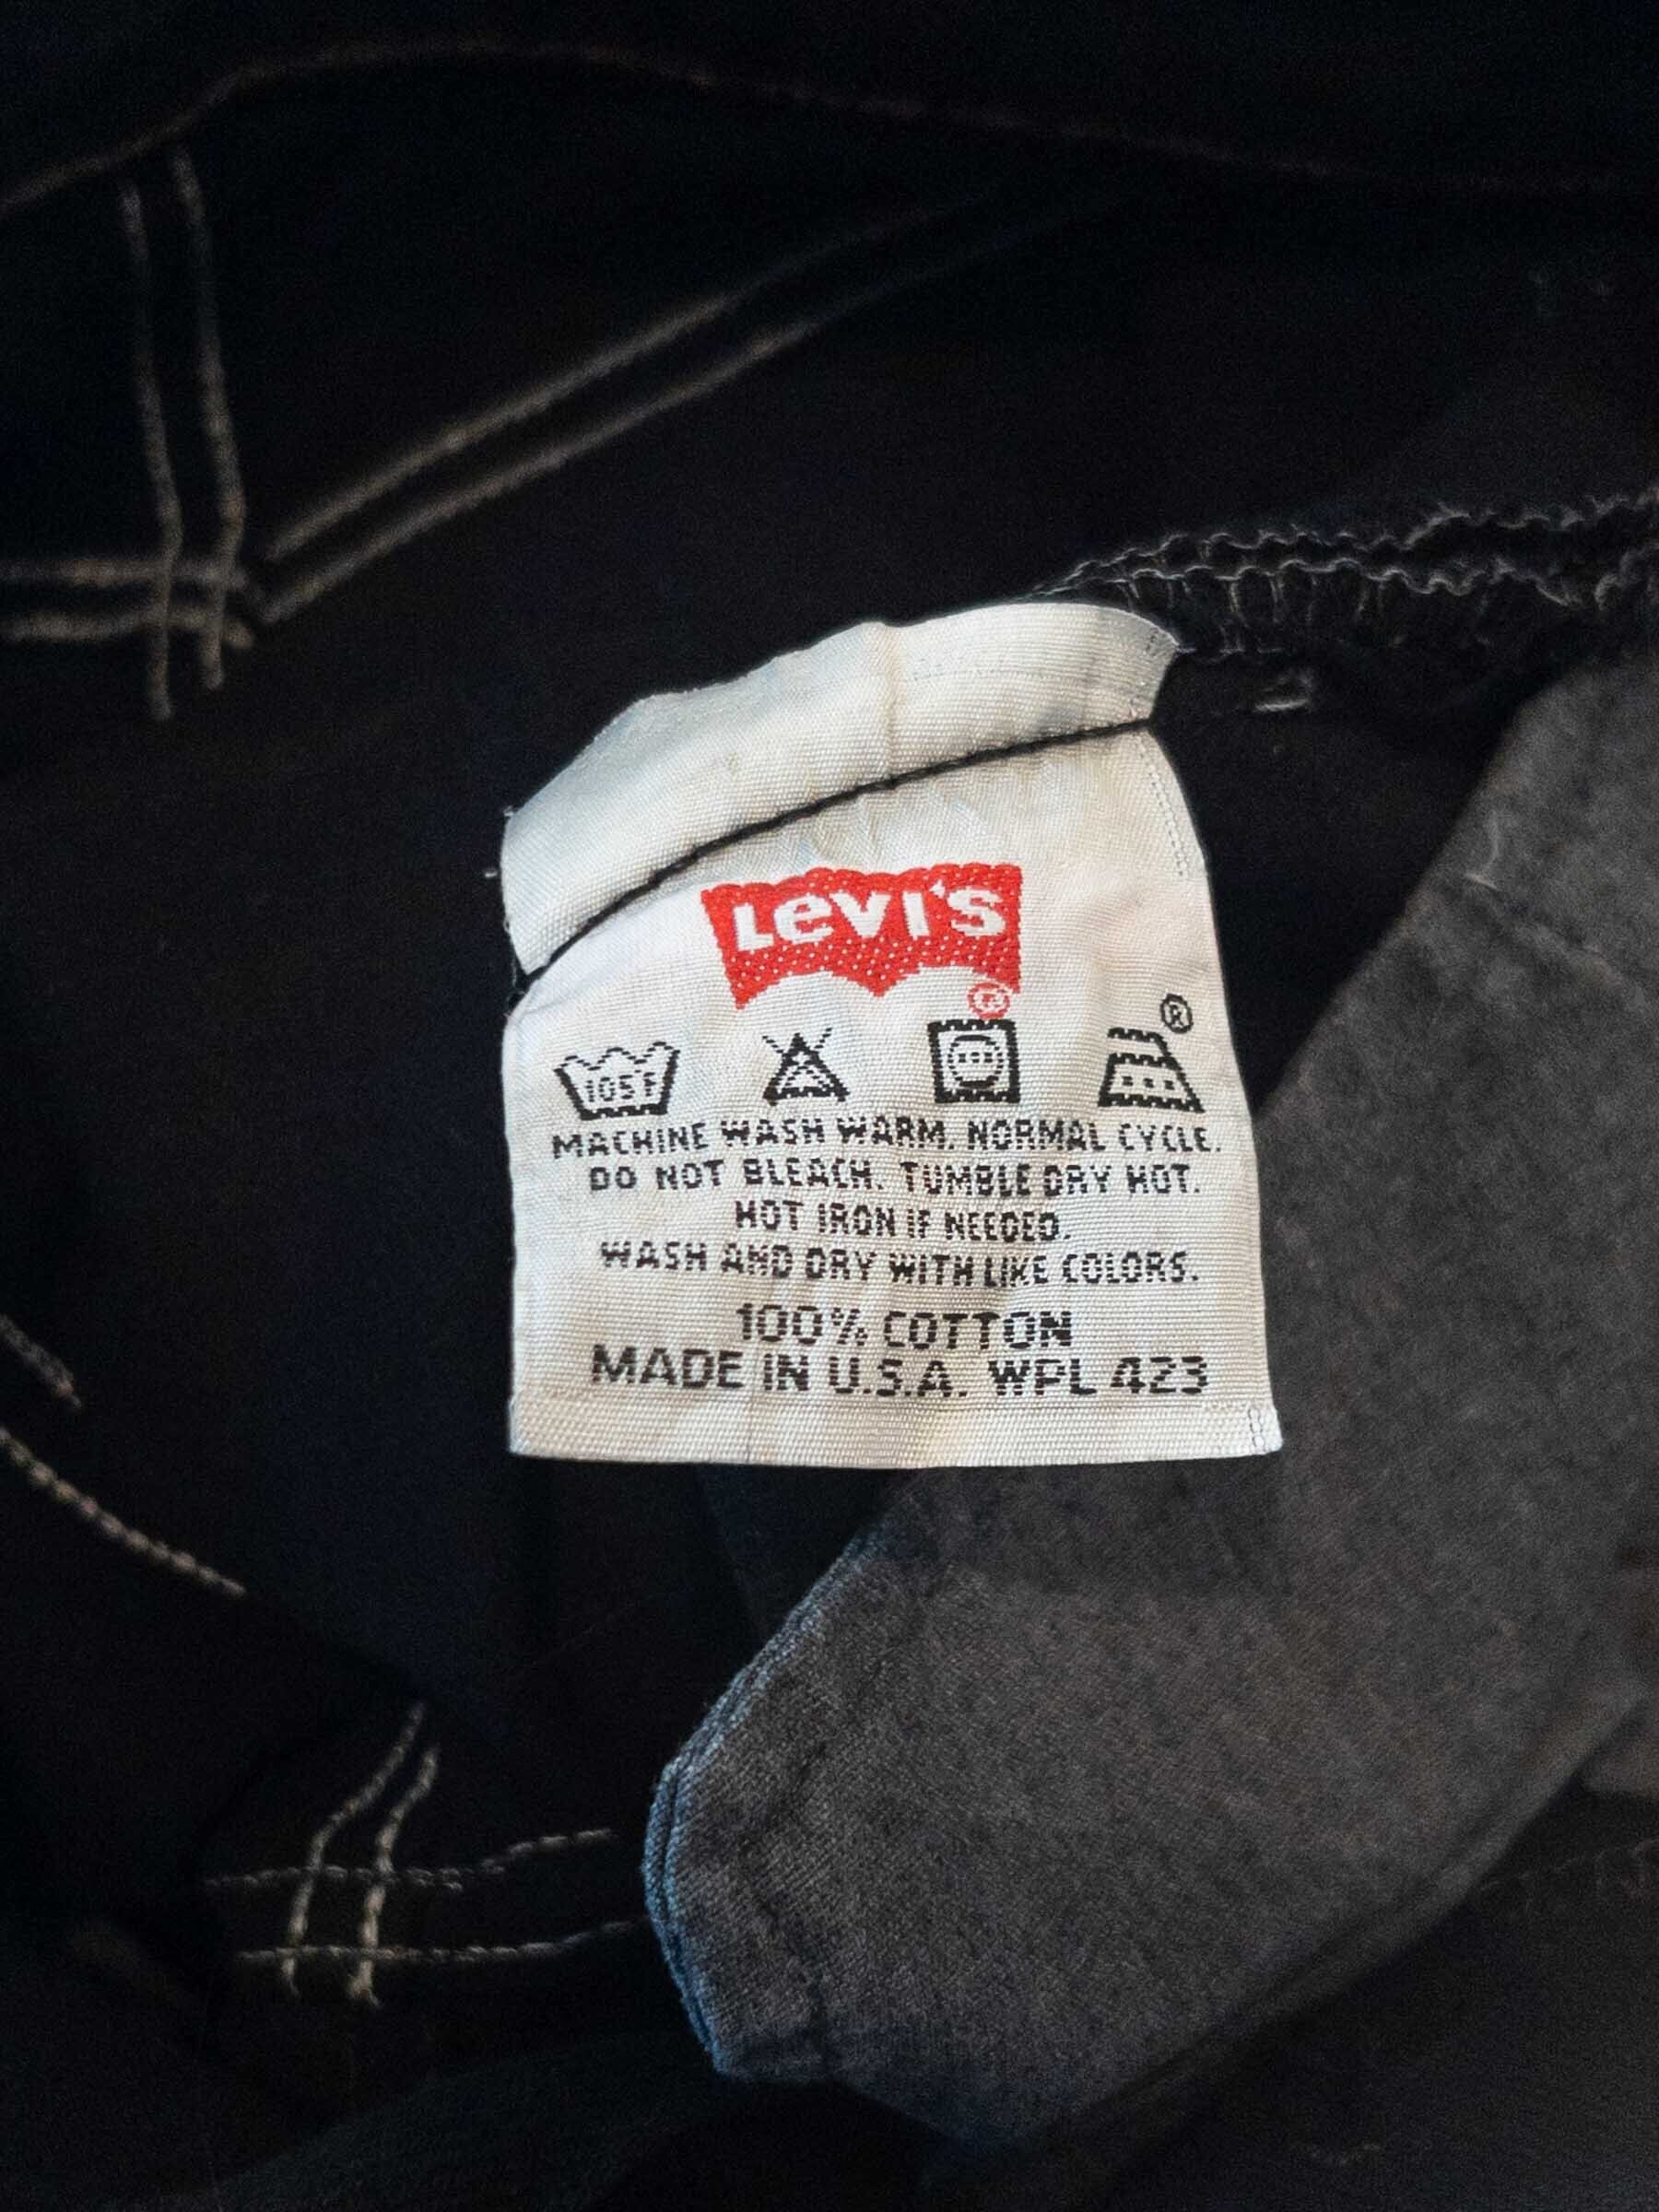 Levi's
®
®
105F
MACHINE WASH WARM. NORMAL CYCLE.
DO NOT BLEACH. TUMBLE DRY HOT.
HOT IRON IF NEEDED.
WASH AND DRY WITH LIKE COLORS.
100% COTTON
MADE IN U.S.A. WPL 423